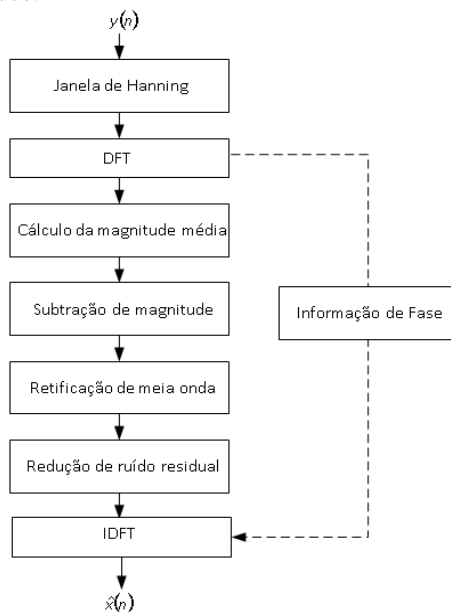 y(n)
Janela de Hanning
DFT
Cálculo da magnitude média
Subtração de magnitude
Informação de Fase
Retificação de meia onda
Redução de ruído residual
IDFT
x̂(n)